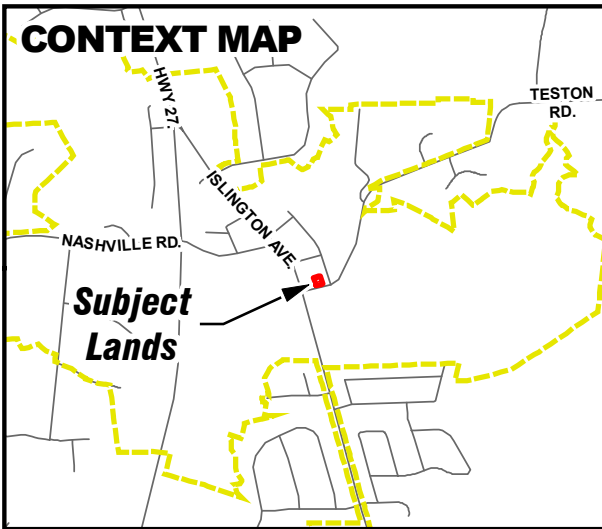 CONTEXT MAP
HWY 27.
TESTON
RD.
ISLINGTON AVE.
NASHVILLE RD.
Subject
Lands